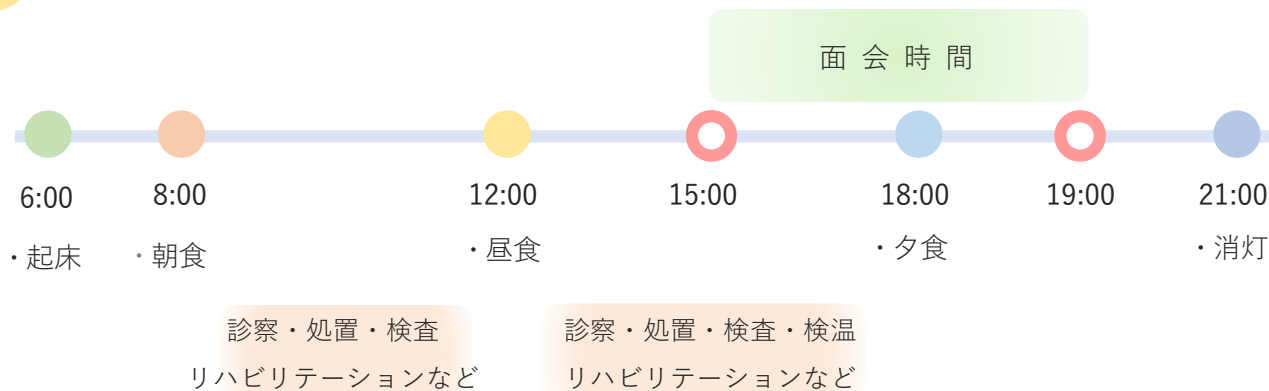 面会時間
6:00 8:00 12:00 15:00 18:00 19:00 21:00
・起床 ・朝食 ・昼食 ・夕食 ・消灯
診察・処置・検査 診察・処置・検査・検温
リハビリテーションなど リハビリテーションなど